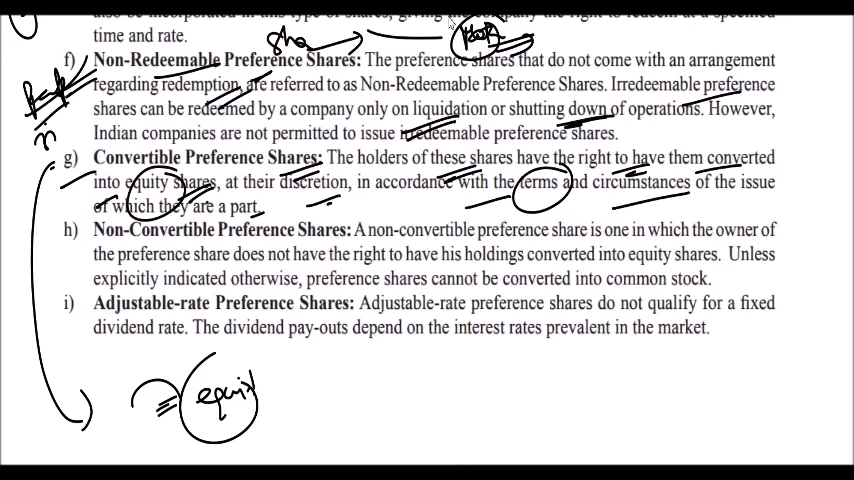 time and rate.
f) Non-Redeemable Preference Shares: The preference shares that do not come with an arrangement
regarding redemption, are referred to as Non-Redeemable Preference Shares. Irredeemable preference
shares can be redeemed by a company only on liquidation or shutting down of operations. However,
Indian companies are not permitted to issue irredeemable preference shares.
g) Convertible Preference Shares: The holders of these shares have the right to have them converted
into equity shares, at their discretion, in accordance with the terms and circumstances of the issue
of which they are a part.
h) Non-Convertible Preference Shares: A non-convertible preference share is one in which the owner of
the preference share does not have the right to have his holdings converted into equity shares. Unless
explicitly indicated otherwise, preference shares cannot be converted into common stock.
i) Adjustable-rate Preference Shares: Adjustable-rate preference shares do not qualify for a fixed
dividend rate. The dividend pay-outs depend on the interest rates prevalent in the market.